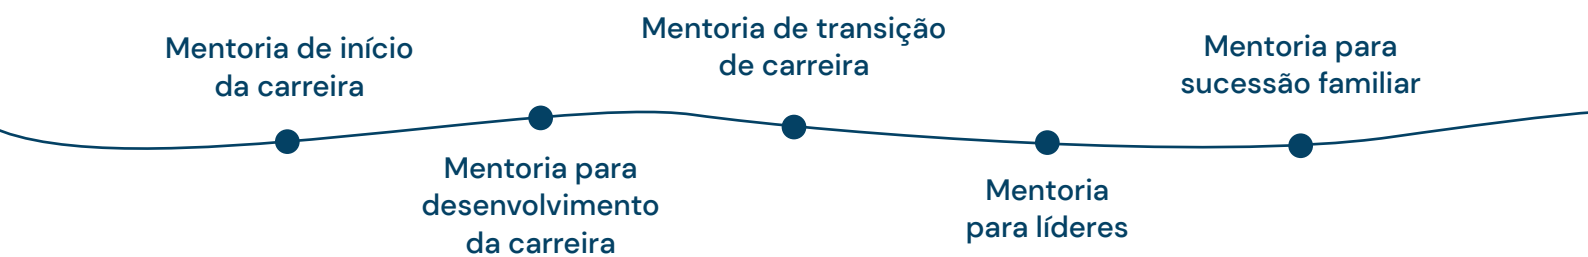 Mentoria de início
da carreira
Mentoria para
desenvolvimento
da carreira
Mentoria de transição
de carreira
Mentoria
para líderes
Mentoria para
sucessão familiar